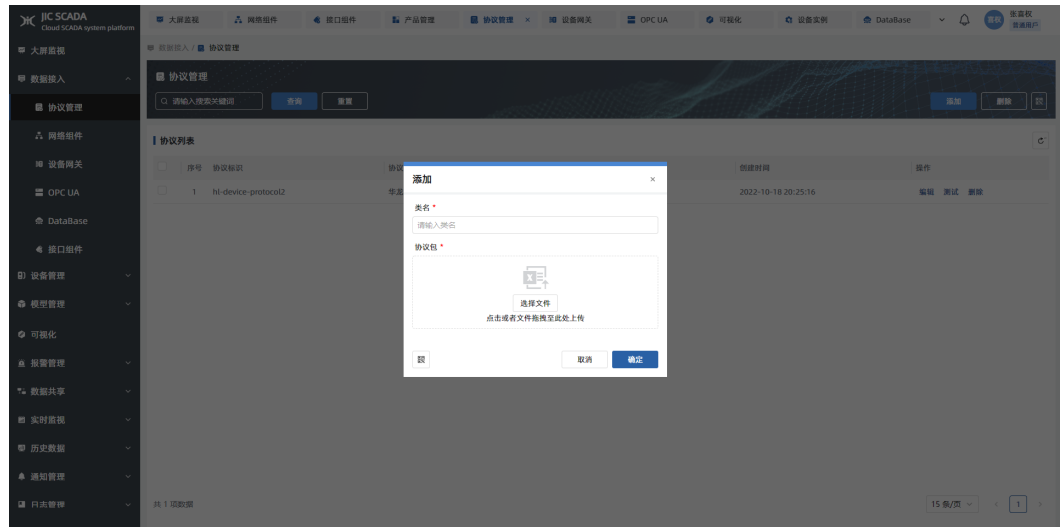 JIC SCADA
Cloud SCADA system platform
大屏监视
网络组件
接口组件
产品管理
协议管理
设备网关
OPC UA
可视化
设备实例
DataBase
喜权
张喜权
普通用户
大屏监视
数据接入
协议管理
网络组件
设备网关
OPC UA
DataBase
接口组件
设备管理
模型管理
可视化
报警管理
数据共享
实时监视
历史数据
通知管理
日志管理
数据接入 / 协议管理
协议管理
请输入搜索关键词
查询
重置
添加
删除
协议列表
序号 协议标识 协议 创建时间 操作
1 hl-device-protocol2 华龙 2022-10-18 20:25:16 编辑 测试 删除
添加
类名 *
请输入类名
协议包 *
选择文件
点击或者文件拖拽至此处上传
取消
确定
共 1 项数据
15 条/页
1